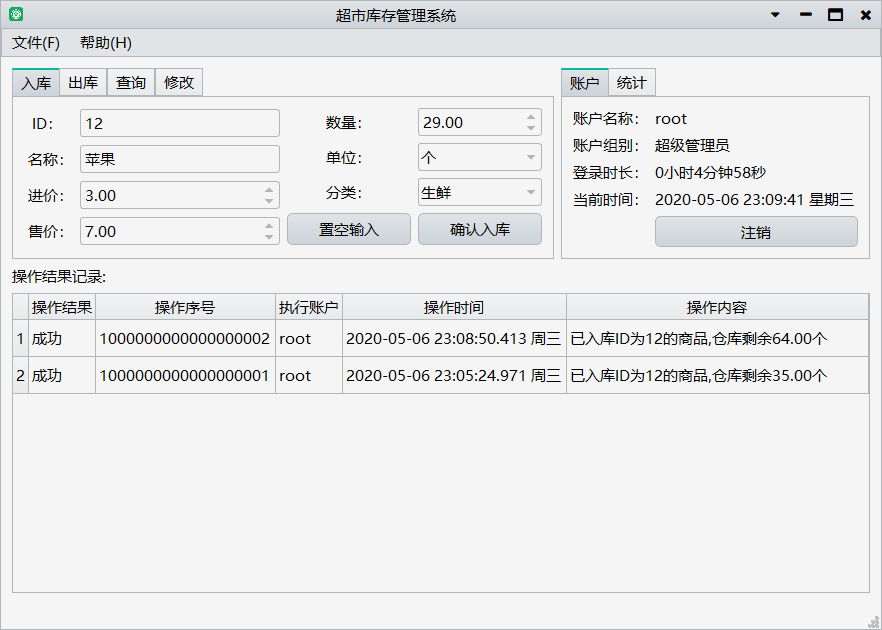 超市库存管理系统
文件(F) 帮助(H)
入库 出库 查询 修改
ID: 12 数量: 29.00
名称: 苹果 单位: 个
进价: 3.00 分类: 生鲜
售价: 7.00 置空输入 确认入库
账户 统计
账户名称: root
账户组别: 超级管理员
登录时长: 0小时4分钟58秒
当前时间: 2020-05-06 23:09:41 星期三
注销
操作结果记录:
操作结果 操作序号 执行账户 操作时间 操作内容
1 成功 1000000000000000002 root 2020-05-06 23:08:50.413 周三 已入库ID为12的商品,仓库剩余64.00个
2 成功 1000000000000000001 root 2020-05-06 23:05:24.971 周三 已入库ID为12的商品,仓库剩余35.00个